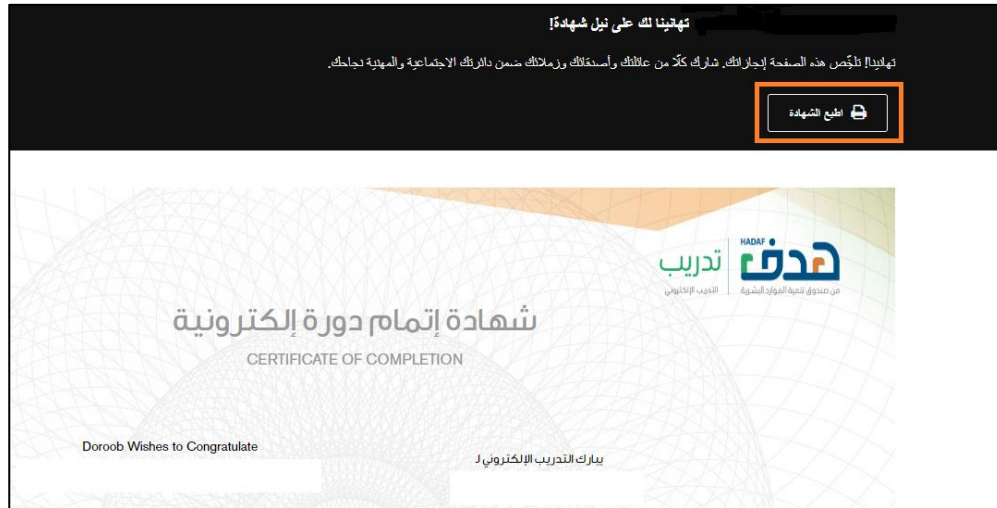 تهانينا لك على نيل شهادة!
تهانينا! تلخّص هذه الصفحة إنجازاتك. شارك كلًا من عائلتك وأصدقائك وزملائك ضمن دائرتك الاجتماعية والمهنية نجاحك.
اطبع الشهادة
HADAF
هدف
تدريب
من صندوق تنمية الموارد البشرية
التدريب الإلكتروني
شهادة إتمام دورة إلكترونية
CERTIFICATE OF COMPLETION
Doroob Wishes to Congratulate
يبارك التدريب الإلكتروني لـ